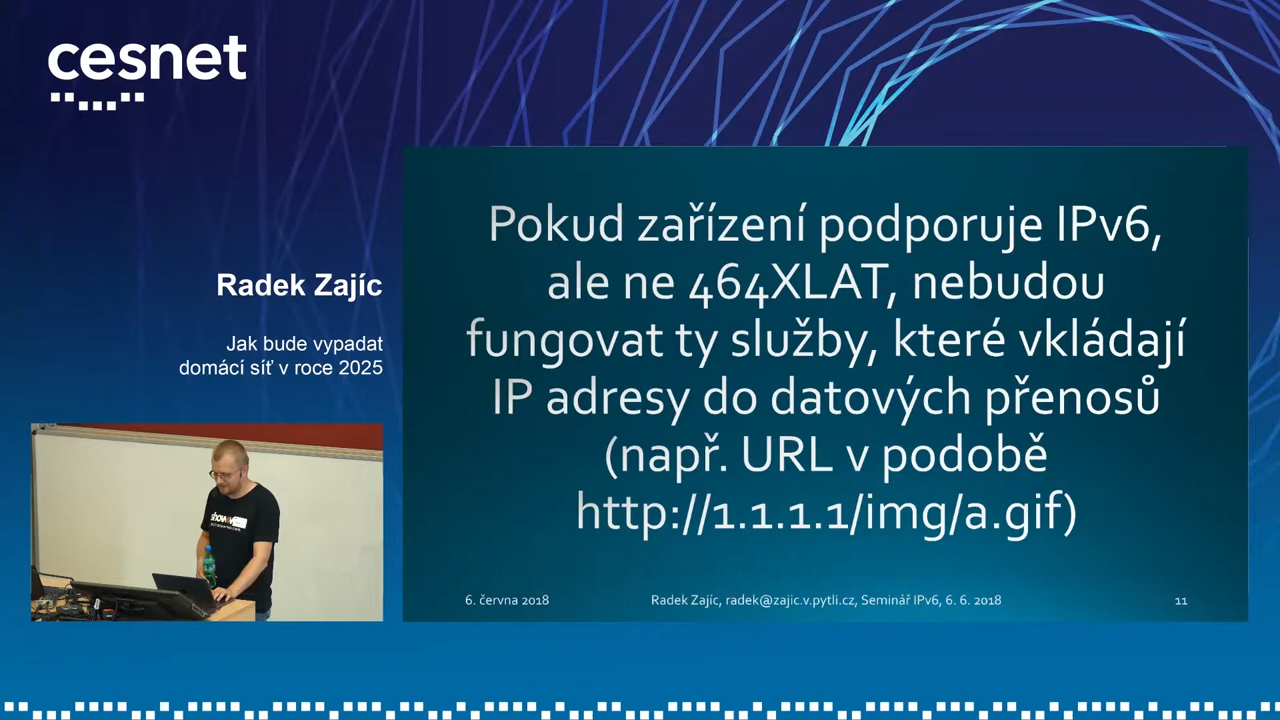 cesnet
Radek Zajíc
Jak bude vypadat
domácí síť v roce 2025
Pokud zařízení podporuje IPv6,
ale ne 464XLAT, nebudou
fungovat ty služby, které vkládají
IP adresy do datových přenosů
(např. URL v podobě
http://1.1.1.1/img/a.gif)
6. června 2018
Radek Zajíc, radek@zajic.v.pytli.cz, Seminář IPv6, 6. 6. 2018
11